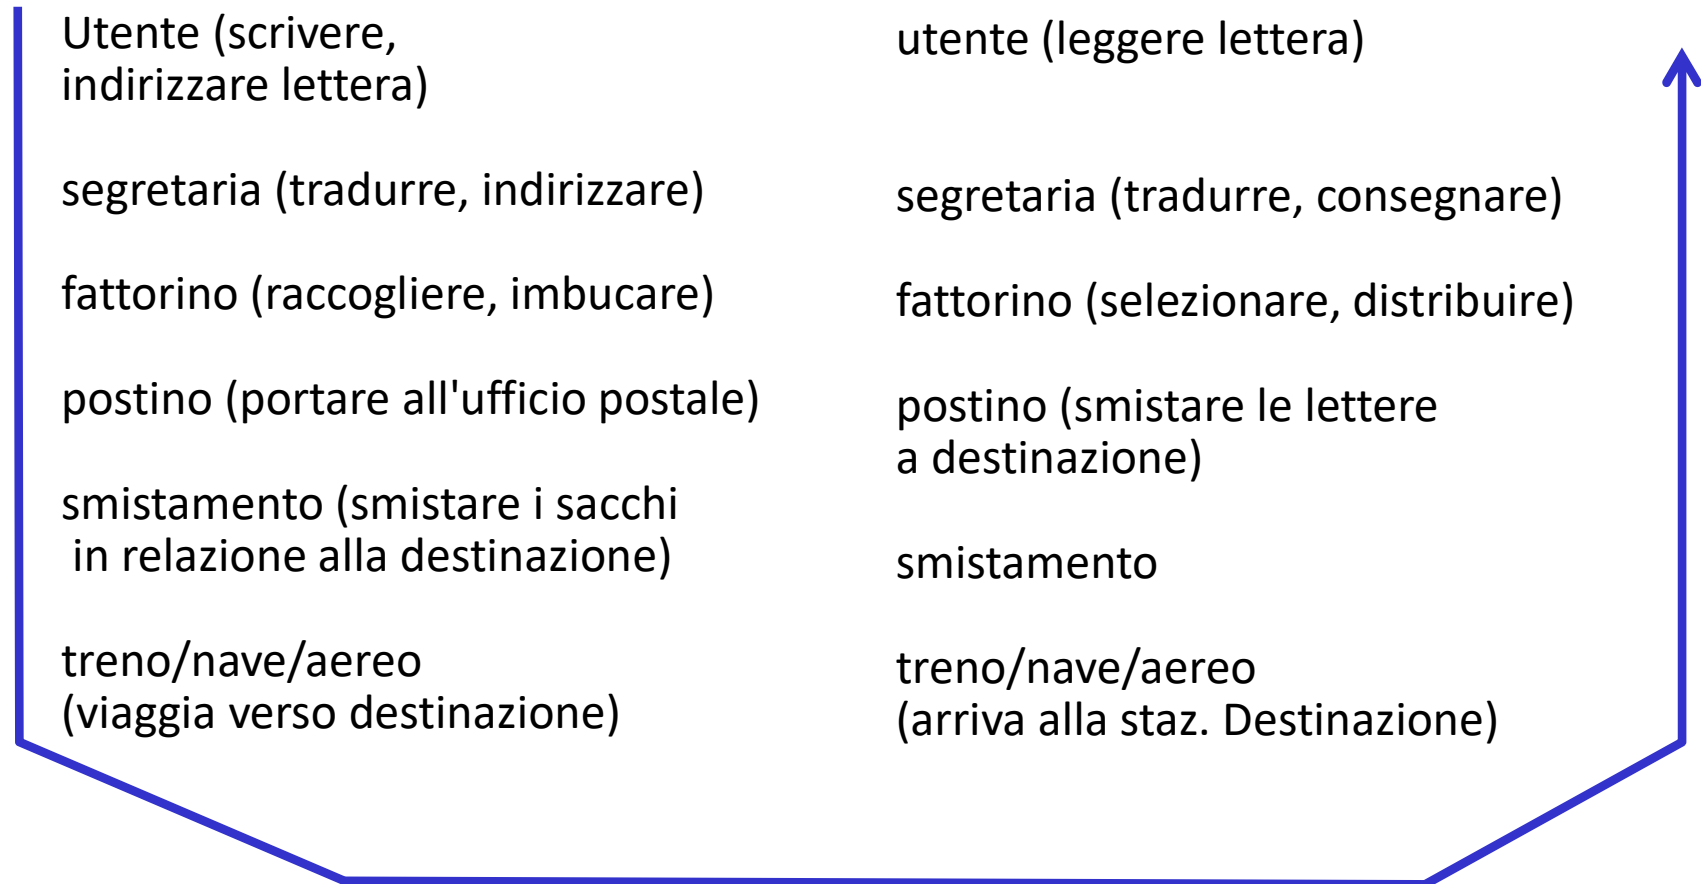 Utente (scrivere,
indirizzare lettera)
segretaria (tradurre, indirizzare)
fattorino (raccogliere, imbucare)
postino (portare all'ufficio postale)
smistamento (smistare i sacchi
in relazione alla destinazione)
treno/nave/aereo
(viaggia verso destinazione)
utente (leggere lettera)
segretaria (tradurre, consegnare)
fattorino (selezionare, distribuire)
postino (smistare le lettere
a destinazione)
smistamento
treno/nave/aereo
(arriva alla staz. Destinazione)